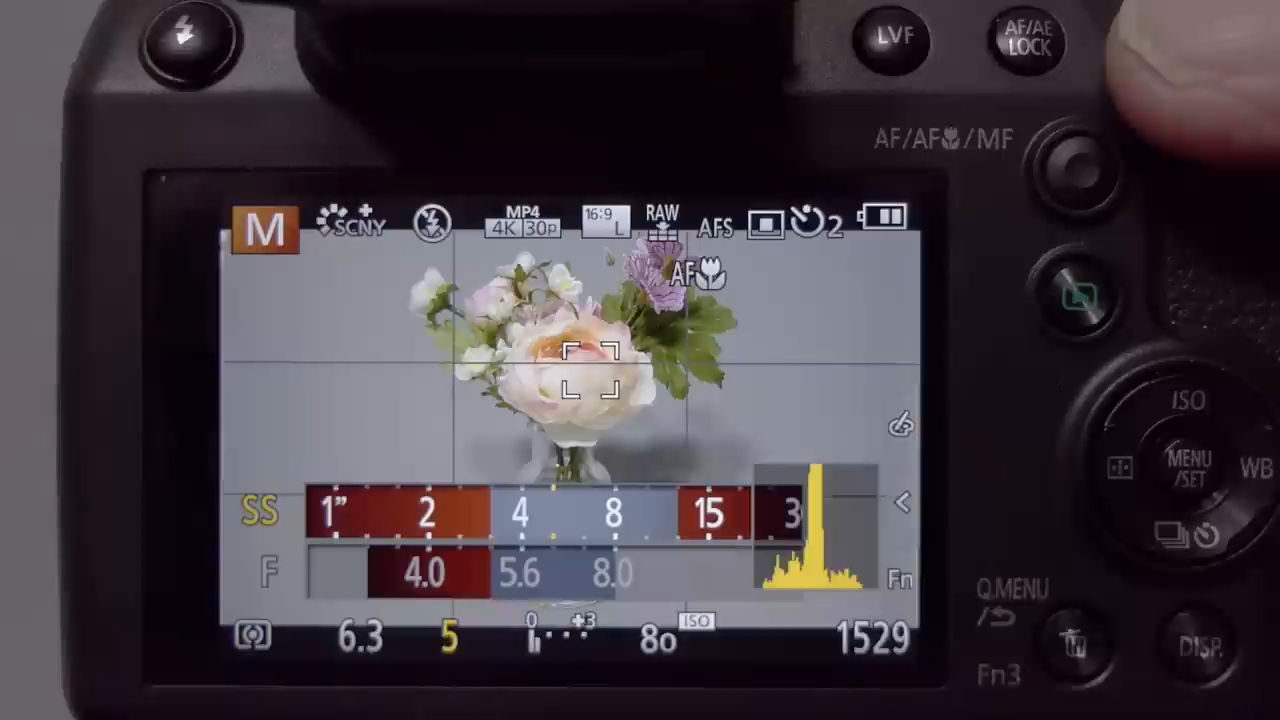 LVF
AF/AE
LOCK
AF/AF /MF
M
SCNY
MP4
4K 30p
16:9
L
RAW
AFS
2
AF
ISO
MENU
/SET
WB
SS 1” 2 4 8 15 3
F 4.0 5.6 8.0
Fn
Q.MENU
/
6.3 5 0 +3 80 ISO 1529
Fn3
DISP.